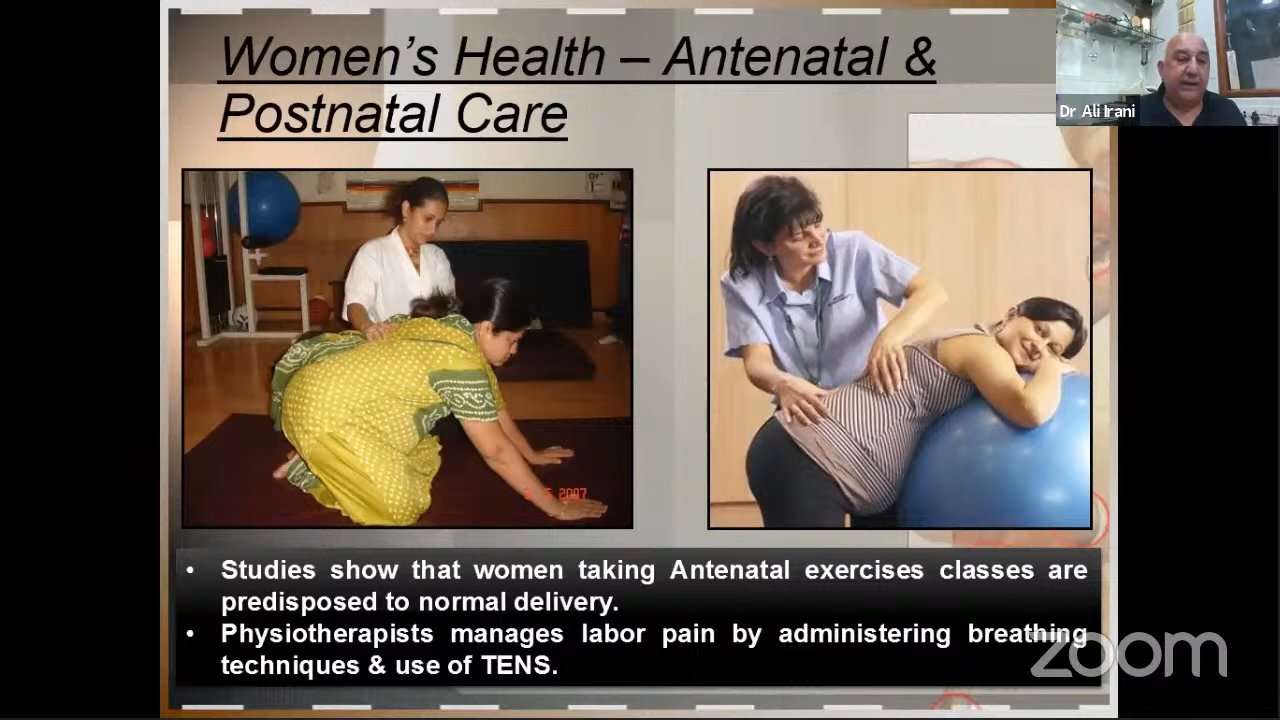 Women's Health – Antenatal &
Postnatal Care
Dr Ali Irani
2007
• Studies show that women taking Antenatal exercises classes are
predisposed to normal delivery.
• Physiotherapists manages labor pain by administering breathing
techniques & use of TENS.
zoom